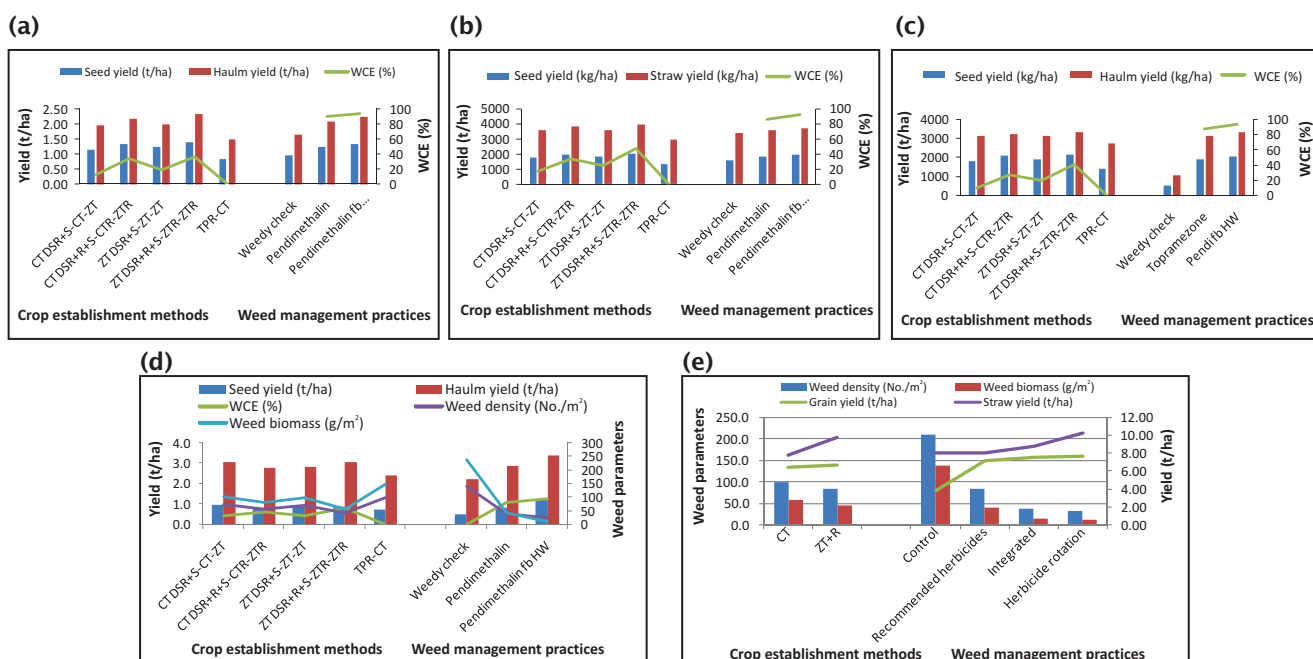 (a)
Seed yield (t/ha) Haulm yield (t/ha) WCE (%)
Yield (t/ha)
2.50
2.00
1.50
1.00
0.50
0.00
100
80
60
40
20
0
WCE (%)
CT DSR+S-CT-ZT
CT DSR+R+S-CTR-ZTR
ZT DSR+S-ZT-ZT
ZT DSR+R+S-ZTR-ZTR
TPR-CT
Weedy check
Pendimethalin
Pendimethalin fb...
Crop establishment methods Weed management practices
(b)
Seed yield (kg/ha) Straw yield (kg/ha) WCE (%)
Yield (t/ha)
5000
4000
3000
2000
1000
0
100
80
60
40
20
0
WCE (%)
CT DSR+S-CT-ZT
CT DSR+R+S-CTR-ZTR
ZT DSR+S-ZT-ZT
ZT DSR+R+S-ZTR-ZTR
TPR-CT
Weedy check
Pendimethalin
Pendimethalin fb...
Crop establishment methods Weed management practices
(c)
Seed yield (kg/ha) Haulm yield (kg/ha) WCE (%)
Yield (t/ha)
4000
3000
2000
1000
0
100
80
60
40
20
0
WCE (%)
CT DSR+S-CT-ZT
CT DSR+R+S-CTR-ZTR
ZT DSR+S-ZT-ZT
ZT DSR+R+S-ZTR-ZTR
TPR-CT
Weedy check
Topramezone
Pendi fb HW
Crop establishment methods Weed management practices
(d)
Seed yield (t/ha) Haulm yield (t/ha)
WCE (%) Weed density (No./m²)
Weed biomass (g/m²)
Yield (t/ha)
4.0
3.0
2.0
1.0
0.0
300
250
200
150
100
50
0
Weed parameters
CT DSR+S-CT-ZT
CT DSR+R+S-CTR-ZTR
ZT DSR+S-ZT-ZT
ZT DSR+R+S-ZTR-ZTR
TPR-CT
Weedy check
Pendimethalin
Pendimethalin fb HW
Crop establishment methods Weed management practices
(e)
Weed density (No./m²) Weed biomass (g/m²)
Grain yield (t/ha) Straw yield (t/ha)
Weed parameters
250.0
200.0
150.0
100.0
50.0
0.0
12.00
10.00
8.00
6.00
4.00
2.00
0.00
Yield (t/ha)
CT
ZT+R
Control
Recommended herbicides
Integrated
Herbicide rotation
Crop establishment methods Weed management practices